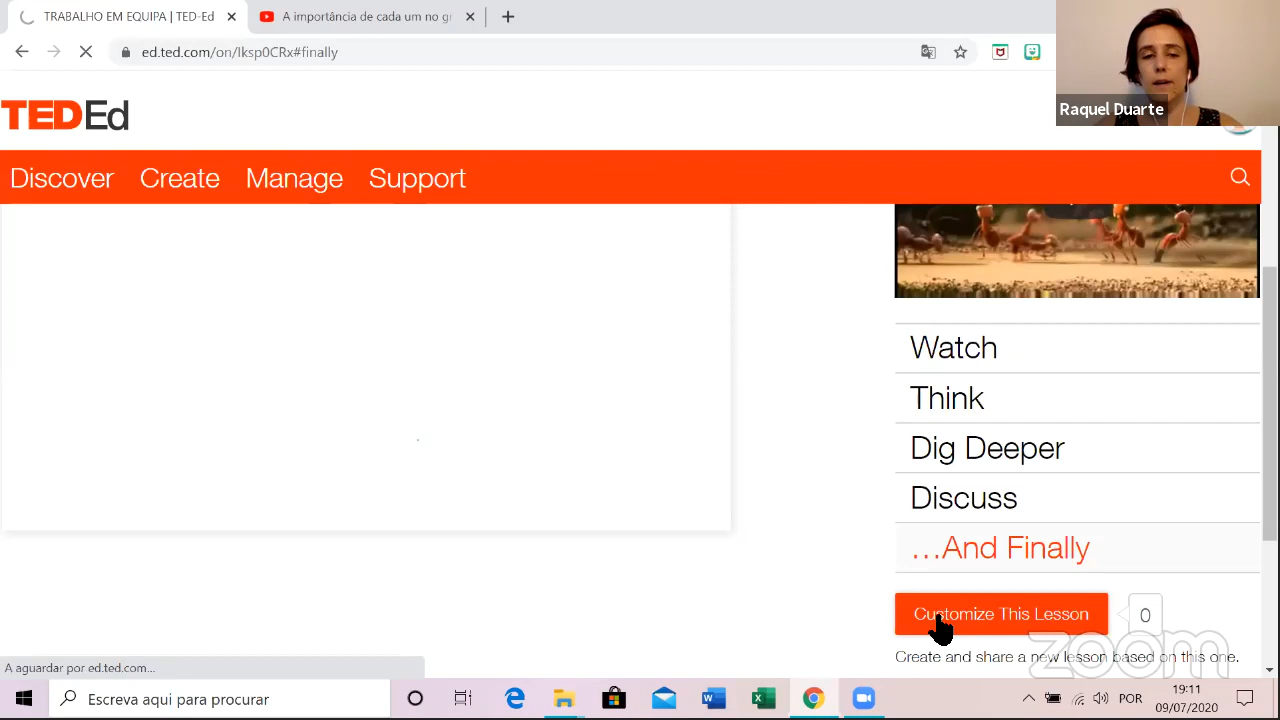 TRABALHO EM EQUIPA | TED-Ed
A importância de cada um no gr
ed.ted.com/on/Iksp0CRx#finally
Raquel Duarte
TEDEd
Discover Create Manage Support
Watch
Think
Dig Deeper
Discuss
…And Finally
Customize This Lesson
0
Create and share a new lesson based on this one.
zoom
A aguardar por ed.ted.com...
Escreva aqui para procurar
POR
19:11
09/07/2020